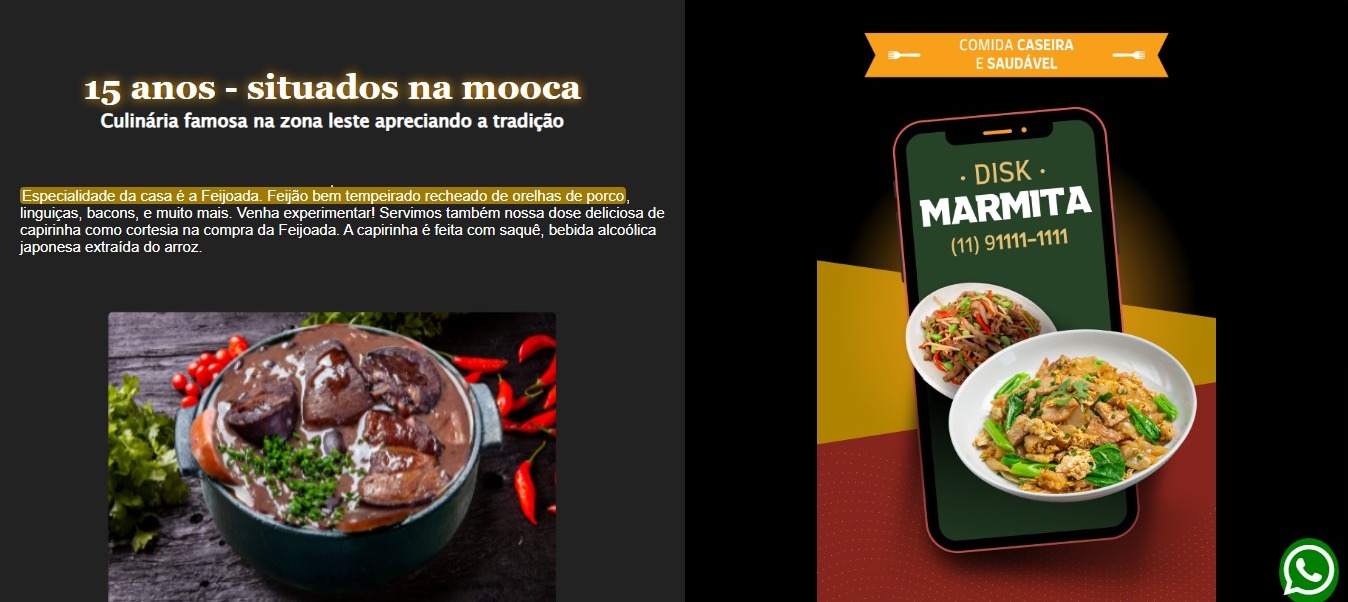 15 anos - situados na mooca
Culinária famosa na zona leste apreciando a tradição
Especialidade da casa é a Feijoada. Feijão bem tempeirado recheado de orelhas de porco,
linguiças, bacons, e muito mais. Venha experimentar! Servimos também nossa dose deliciosa de
capirinha como cortesia na compra da Feijoada. A capirinha é feita com saquê, bebida alcoólica
japonesa extraída do arroz.
COMIDA CASEIRA
E SAUDÁVEL
· DISK ·
MARMITA
(11) 91111-1111